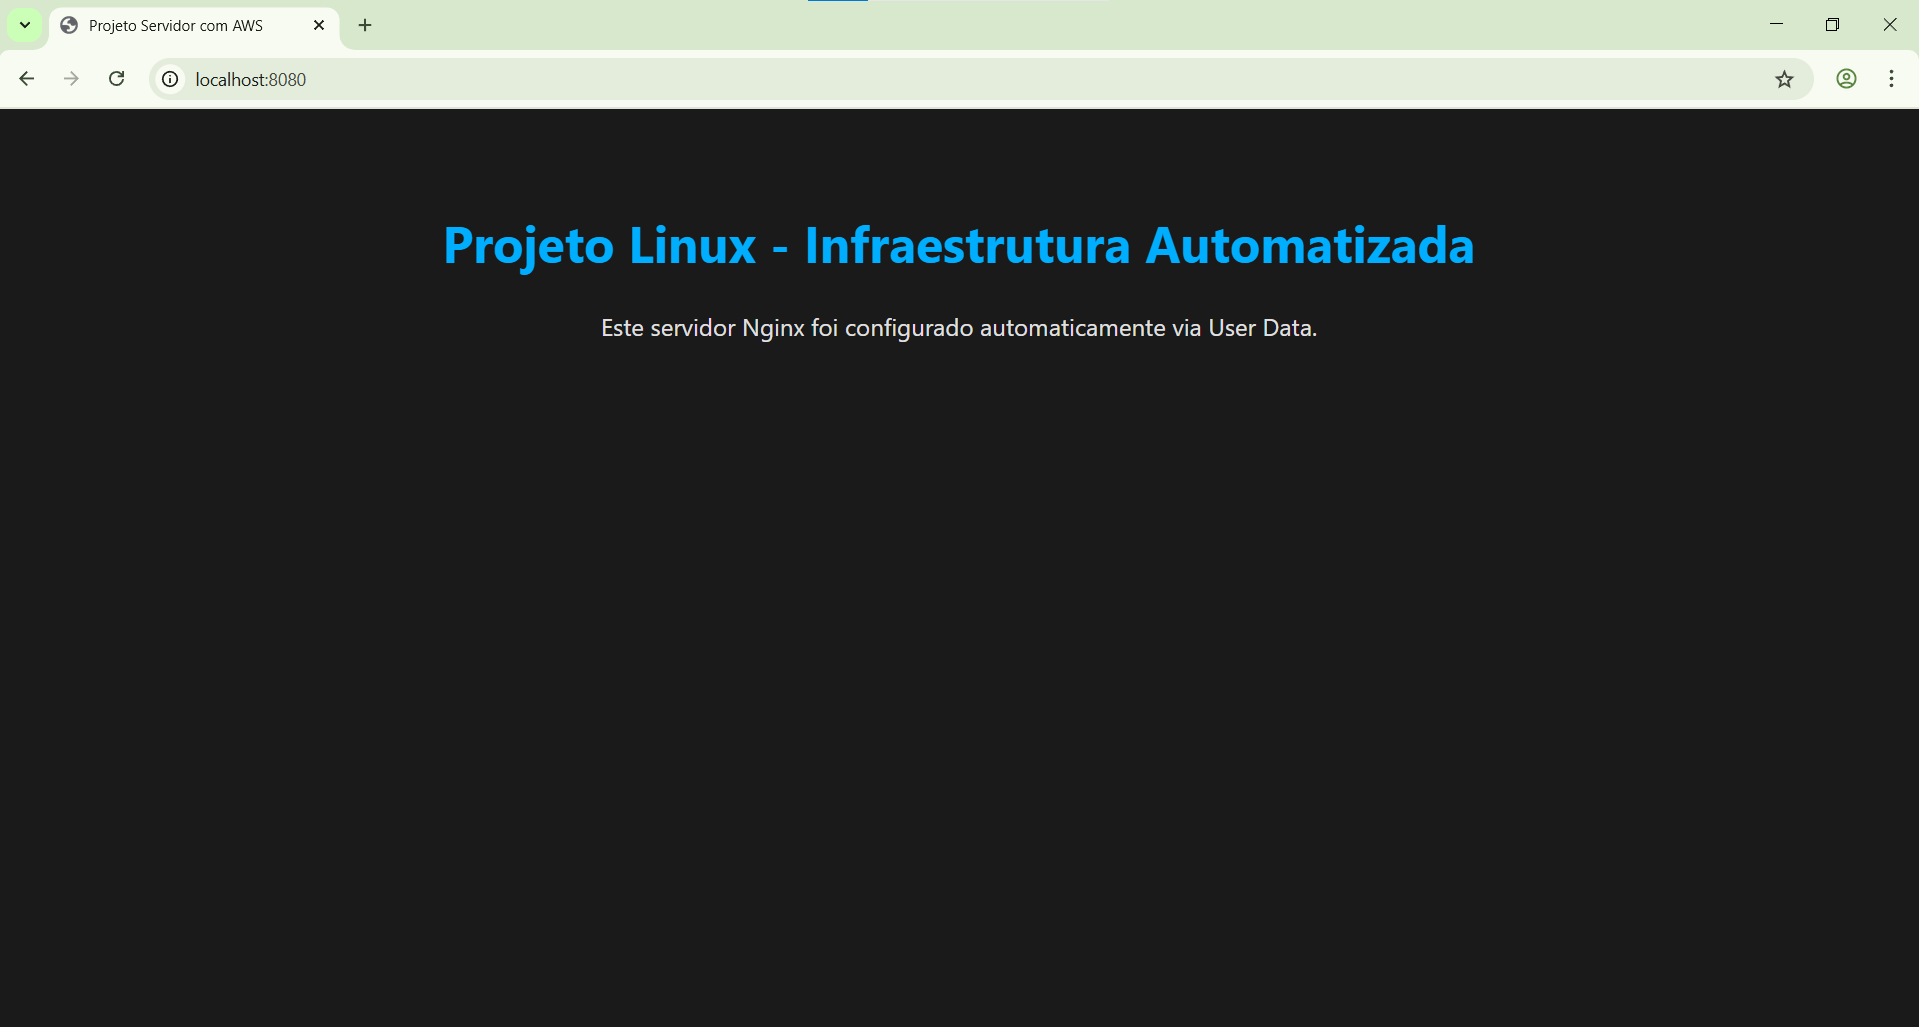 Projeto Servidor com AWS
localhost:8080
Projeto Linux - Infraestrutura Automatizada
Este servidor Nginx foi configurado automaticamente via User Data.